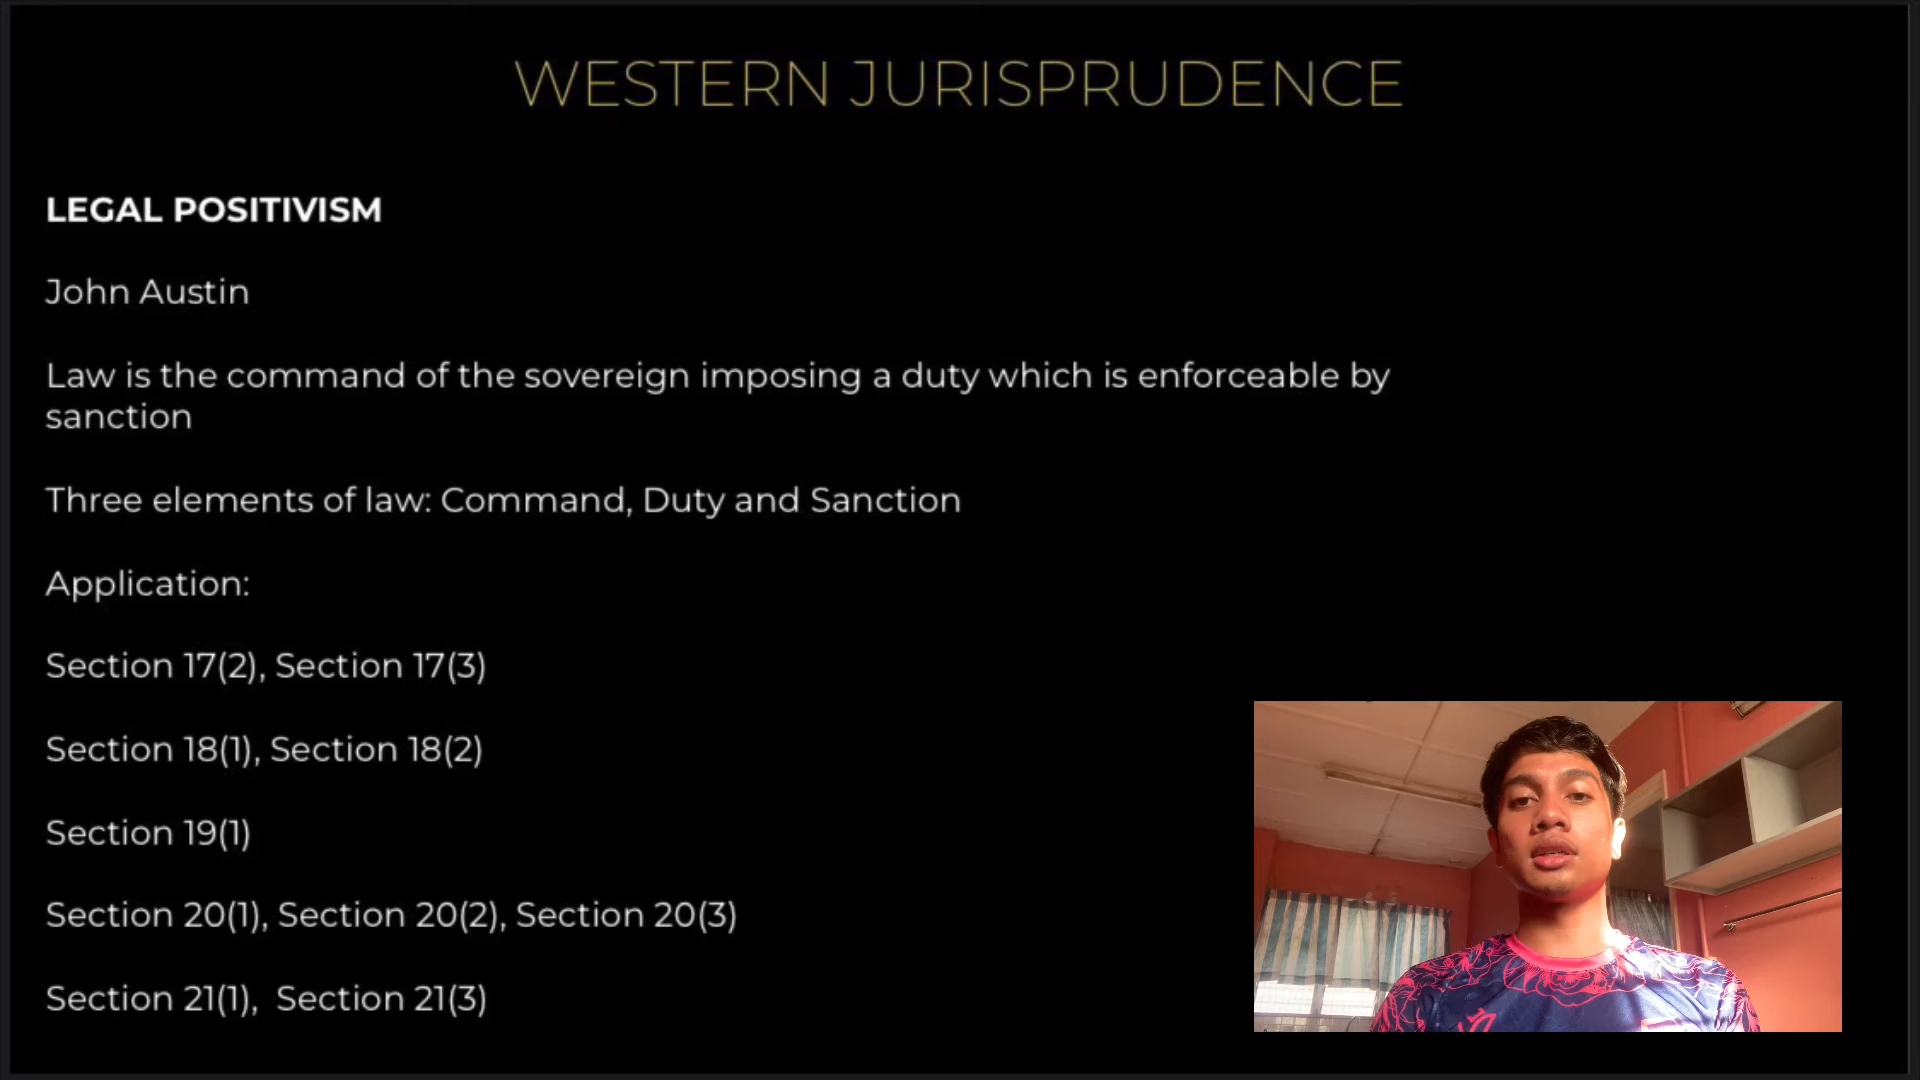 WESTERN JURISPRUDENCE
LEGAL POSITIVISM
John Austin
Law is the command of the sovereign imposing a duty which is enforceable by
sanction
Three elements of law: Command, Duty and Sanction
Application:
Section 17(2), Section 17(3)
Section 18(1), Section 18(2)
Section 19(1)
Section 20(1), Section 20(2), Section 20(3)
Section 21(1),  Section 21(3)